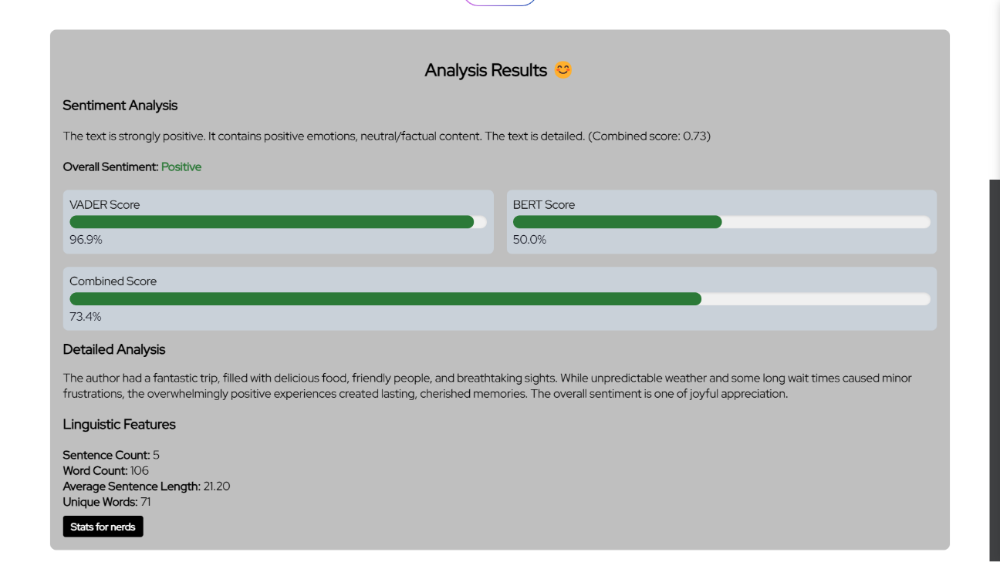 Analysis Results 😊
Sentiment Analysis
The text is strongly positive. It contains positive emotions, neutral/factual content. The text is detailed. (Combined score: 0.73)
Overall Sentiment: Positive
VADER Score
96.9%
BERT Score
50.0%
Combined Score
73.4%
Detailed Analysis
The author had a fantastic trip, filled with delicious food, friendly people, and breathtaking sights. While unpredictable weather and some long wait times caused minor
frustrations, the overwhelmingly positive experiences created lasting, cherished memories. The overall sentiment is one of joyful appreciation.
Linguistic Features
Sentence Count: 5
Word Count: 106
Average Sentence Length: 21.20
Unique Words: 71
Stats for nerds